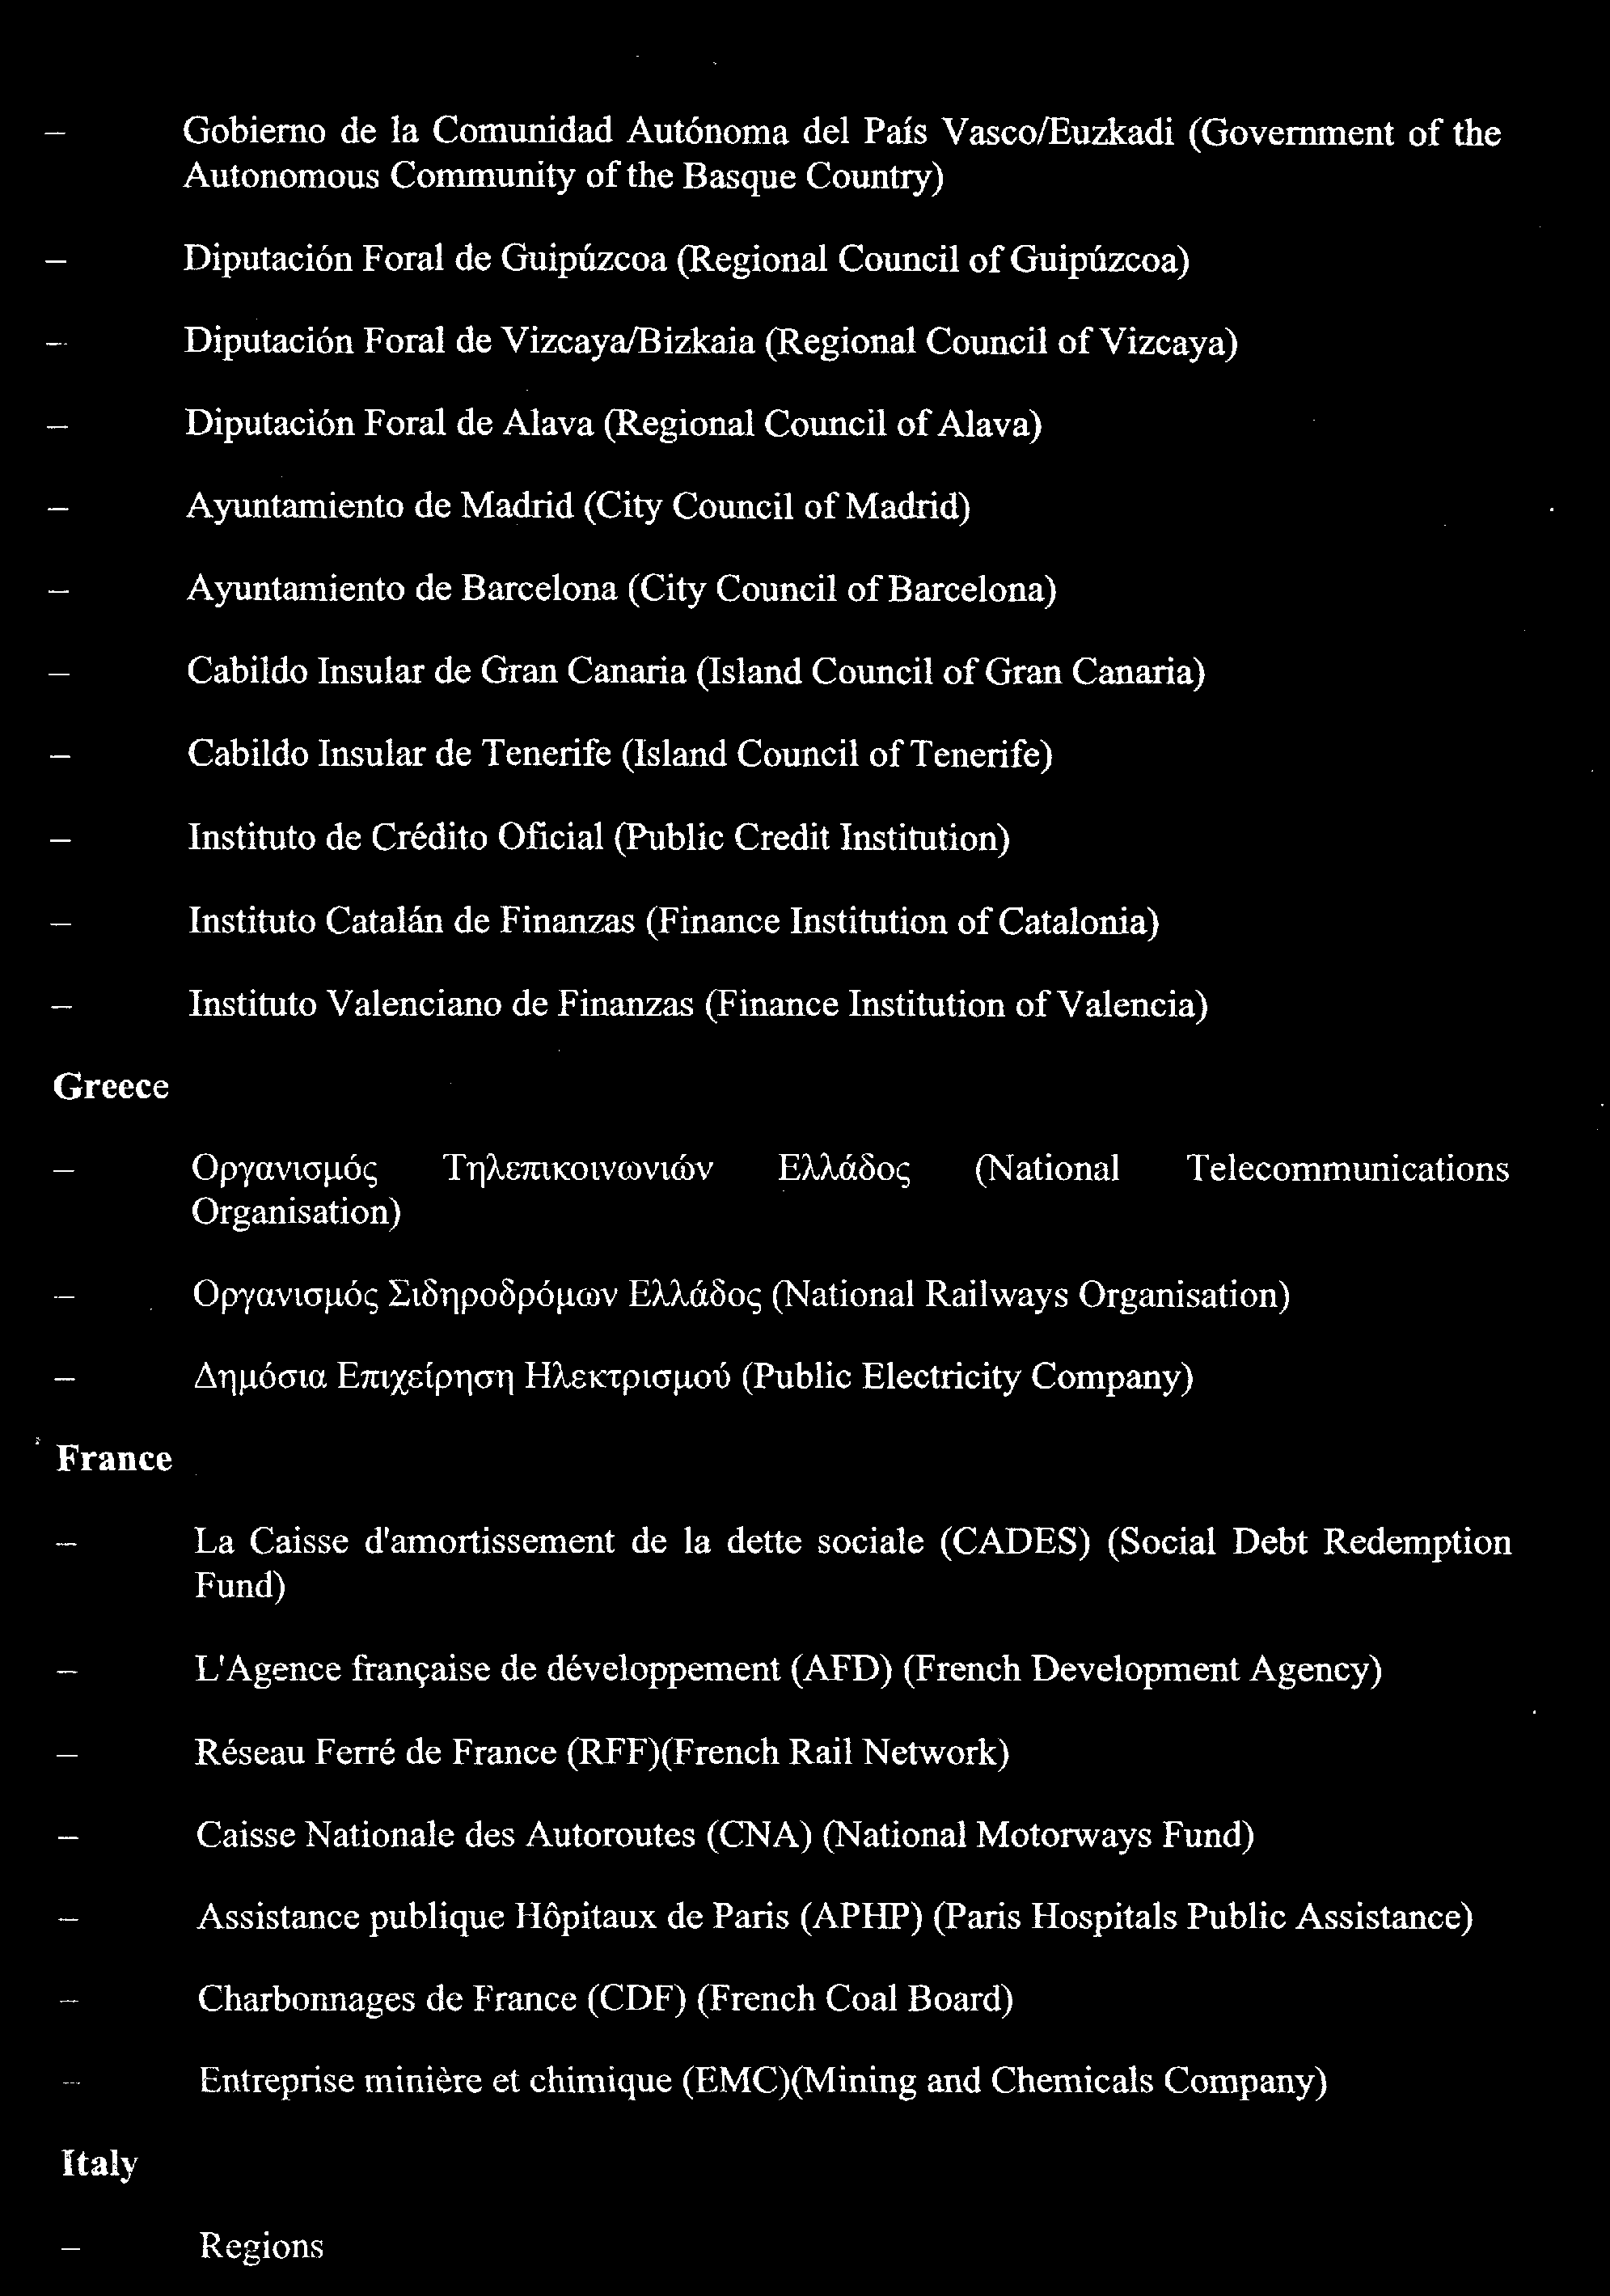 – Gobierno de la Comunidad Autónoma del País Vasco/Euzkadi (Government of the
Autonomous Community of the Basque Country)
– Diputación Foral de Guipúzcoa (Regional Council of Guipúzcoa)
– Diputación Foral de Vizcaya/Bizkaia (Regional Council of Vizcaya)
– Diputación Foral de Alava (Regional Council of Alava)
– Ayuntamiento de Madrid (City Council of Madrid)
– Ayuntamiento de Barcelona (City Council of Barcelona)
– Cabildo Insular de Gran Canaria (Island Council of Gran Canaria)
– Cabildo Insular de Tenerife (Island Council of Tenerife)
– Instituto de Crédito Oficial (Public Credit Institution)
– Instituto Catalán de Finanzas (Finance Institution of Catalonia)
– Instituto Valenciano de Finanzas (Finance Institution of Valencia)
Greece
– Οργανισμός Τηλεπικοινωνιών Ελλάδος (National Telecommunications
Organisation)
– Οργανισμός Σιδηροδρόμων Ελλάδος (National Railways Organisation)
– Δημόσια Επιχείρηση Ηλεκτρισμού (Public Electricity Company)
France
– La Caisse d'amortissement de la dette sociale (CADES) (Social Debt Redemption
Fund)
– L'Agence française de développement (AFD) (French Development Agency)
– Réseau Ferré de France (RFF)(French Rail Network)
– Caisse Nationale des Autoroutes (CNA) (National Motorways Fund)
– Assistance publique Hôpitaux de Paris (APHP) (Paris Hospitals Public Assistance)
– Charbonnages de France (CDF) (French Coal Board)
– Entreprise minière et chimique (EMC)(Mining and Chemicals Company)
Italy
– Regions